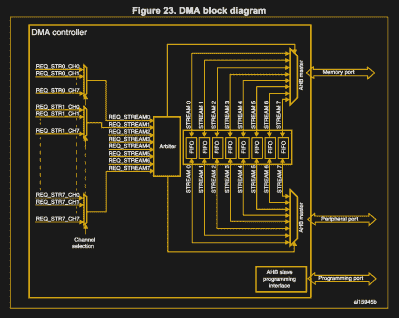 Figure 23. DMA block diagram
DMA controller
REQ_STR0_CH0
REQ_STR0_CH1
REQ_STR0_CH7
REQ_STR1_CH0
REQ_STR1_CH1
REQ_STR1_CH7
REQ_STR7_CH0
REQ_STR7_CH1
REQ_STR7_CH7
Channel
selection
REQ_STREAM0
REQ_STREAM1
REQ_STREAM2
REQ_STREAM3
REQ_STREAM4
REQ_STREAM5
REQ_STREAM6
REQ_STREAM7
Arbiter
STREAM 0
STREAM 1
STREAM 2
STREAM 3
STREAM 4
STREAM 5
STREAM 6
STREAM 7
FIFO
FIFO
FIFO
FIFO
FIFO
FIFO
FIFO
FIFO
STREAM 0
STREAM 1
STREAM 2
STREAM 3
STREAM 4
STREAM 5
STREAM 6
STREAM 7
AHB master
Memory port
AHB master
Peripheral port
AHB slave
programming
interface
Programming port
ai15945b